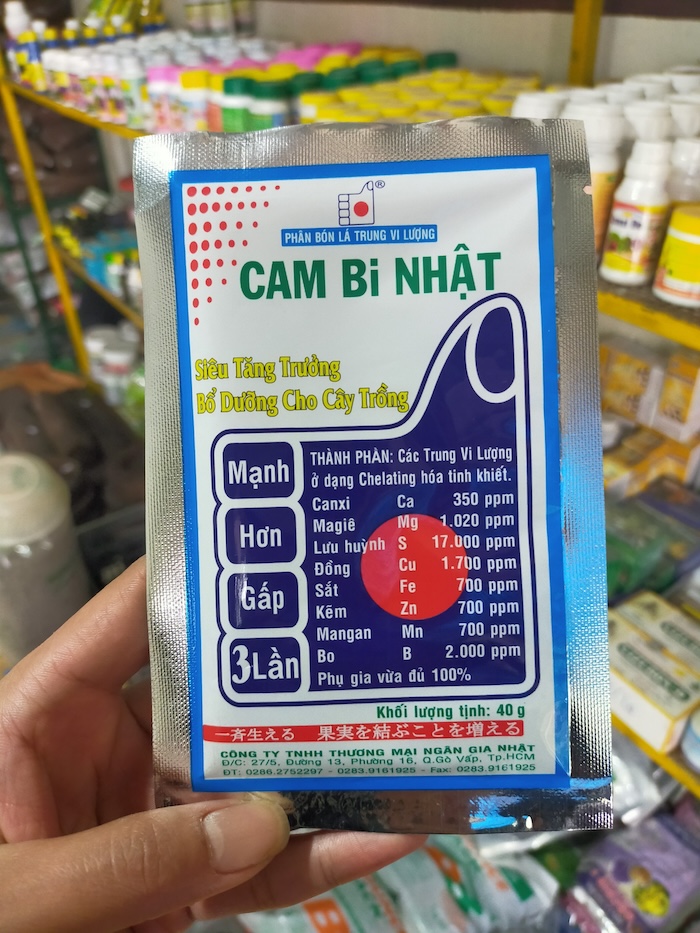 ®
PHÂN BÓN LÁ TRUNG VI LƯỢNG
CAM Bi NHẬT
Siêu Tăng Trưởng
Bổ Dưỡng Cho Cây Trồng
Mạnh
Hơn
Gấp
3 Lần
THÀNH PHẦN: Các Trung Vi Lượng
ở dạng Chelating hóa tinh khiết.
Canxi Ca 350 ppm
Magiê Mg 1.020 ppm
Lưu huỳnh S 17.000 ppm
Đồng Cu 1.700 ppm
Sắt Fe 700 ppm
Kẽm Zn 700 ppm
Mangan Mn 700 ppm
Bo B 2.000 ppm
Phụ gia vừa đủ 100%
Khối lượng tịnh: 40 g
一斉生える 果実を結ぶことを増える
CÔNG TY TNHH THƯƠNG MẠI NGÂN GIA NHẬT
Đ/C: 27/5, Đường 13, Phường 16, Q.Gò Vấp, Tp.HCM
ĐT: 0286.2752297 - 0283.9161925 - Fax: 0283.9161925